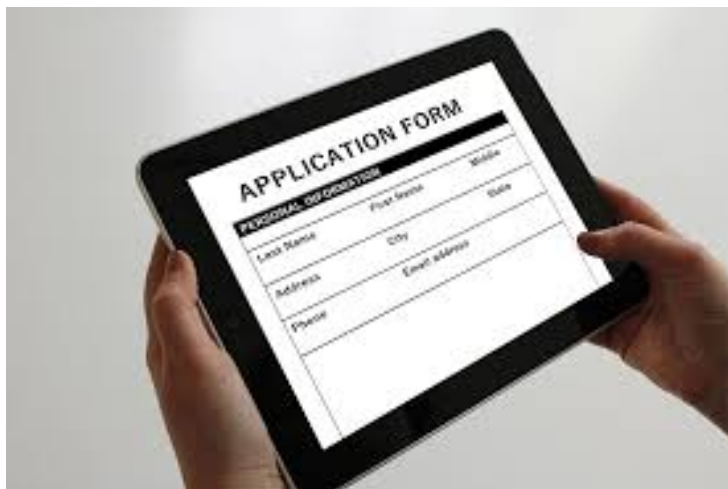 APPLICATION FORM
PERSONAL INFORMATION
Last Name First Name Middle
Address City State
Phone Email address